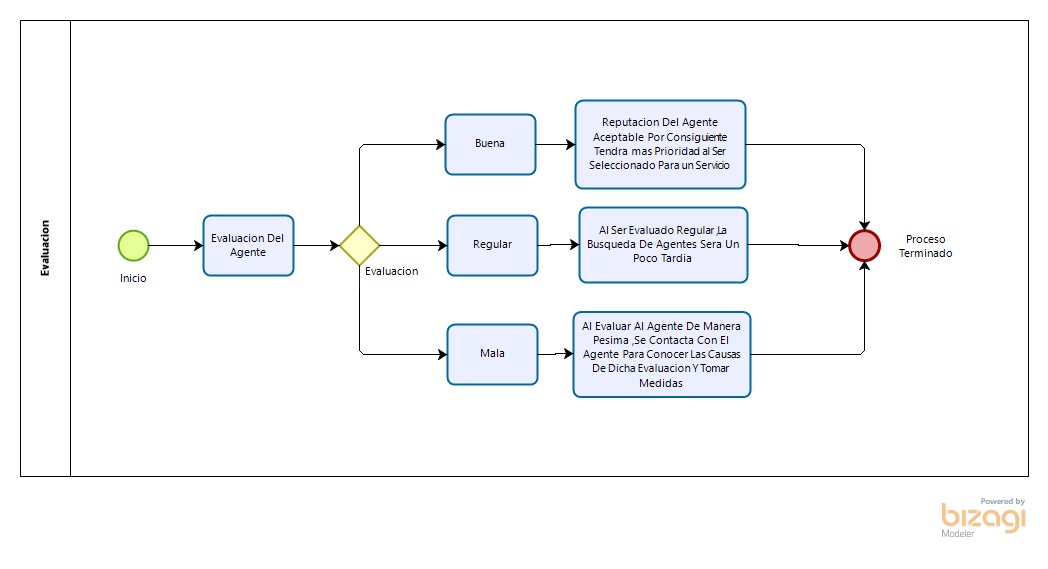 Evaluacion
Inicio
Evaluacion Del
Agente
Evaluacion
Buena
Reputacion Del Agente
Aceptable Por Consiguiente
Tendra mas Prioridad al Ser
Seleccionado Para un Servicio
Regular
Al Ser Evaluado Regular,La
Busqueda De Agentes Sera Un
Poco Tardia
Mala
Al Evaluar Al Agente De Manera
Pesima ,Se Contacta Con El
Agente Para Conocer Las Causas
De Dicha Evaluacion Y Tomar
Medidas
Proceso
Terminado
Powered by
bizagi
Modeler